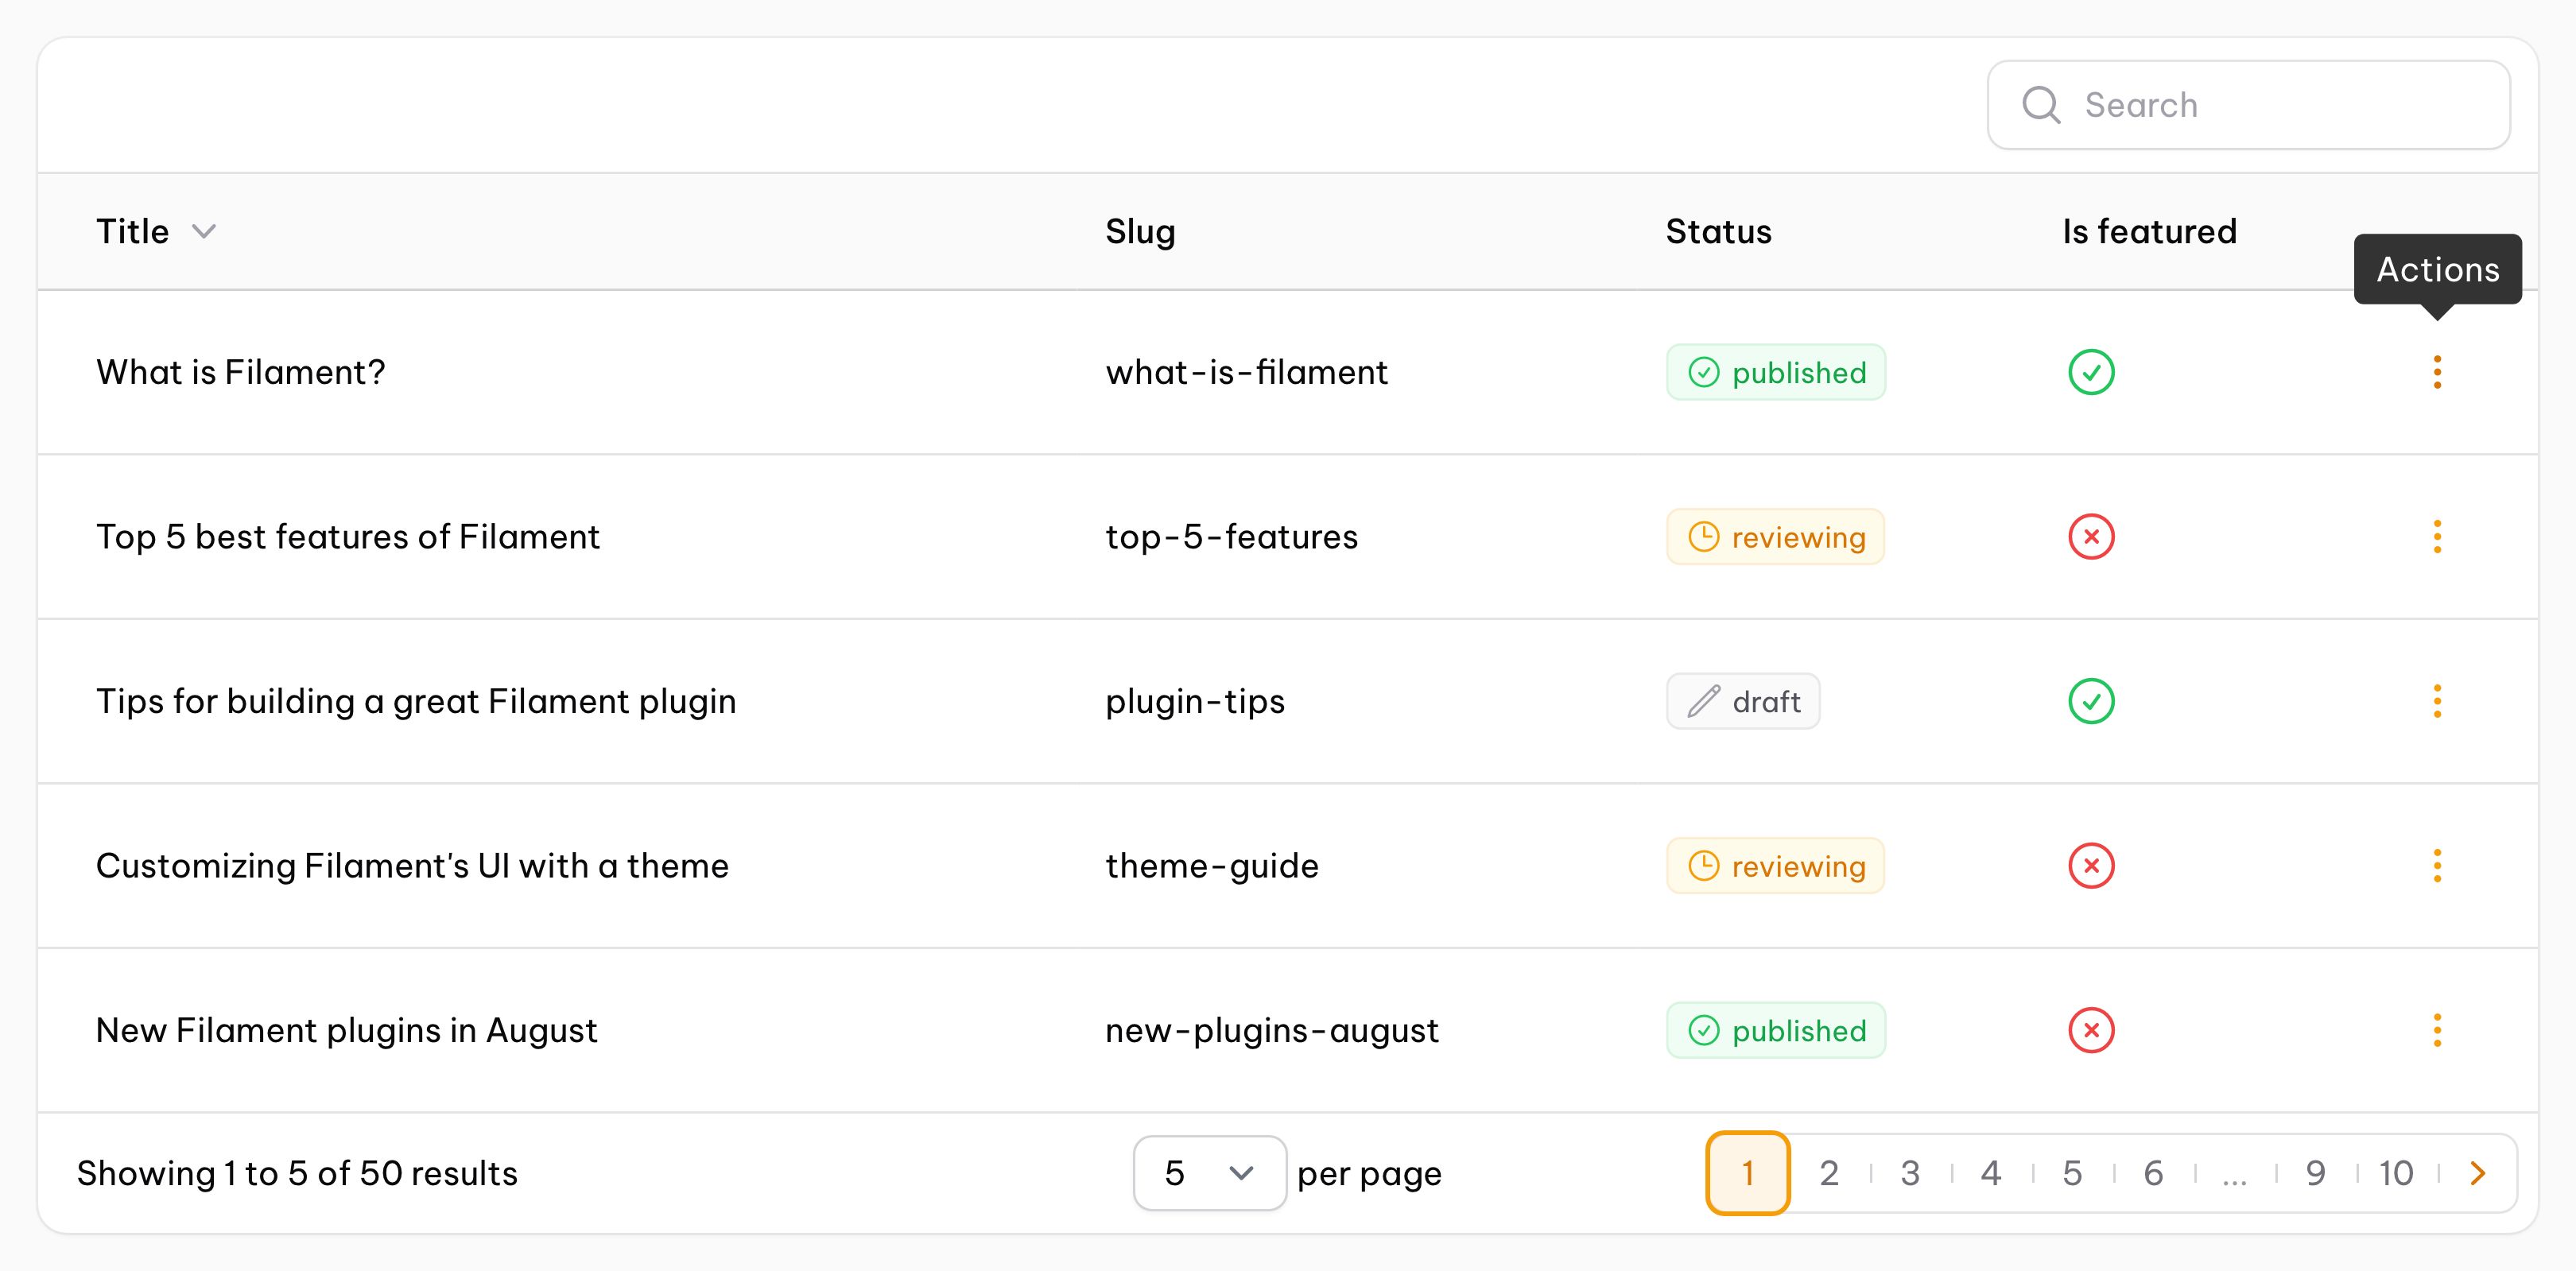 Search
Title Slug Status Is featured
Actions
What is Filament? what-is-filament published
Top 5 best features of Filament top-5-features reviewing
Tips for building a great Filament plugin plugin-tips draft
Customizing Filament's UI with a theme theme-guide reviewing
New Filament plugins in August new-plugins-august published
Showing 1 to 5 of 50 results 5 per page 1 2 3 4 5 6 ... 9 10